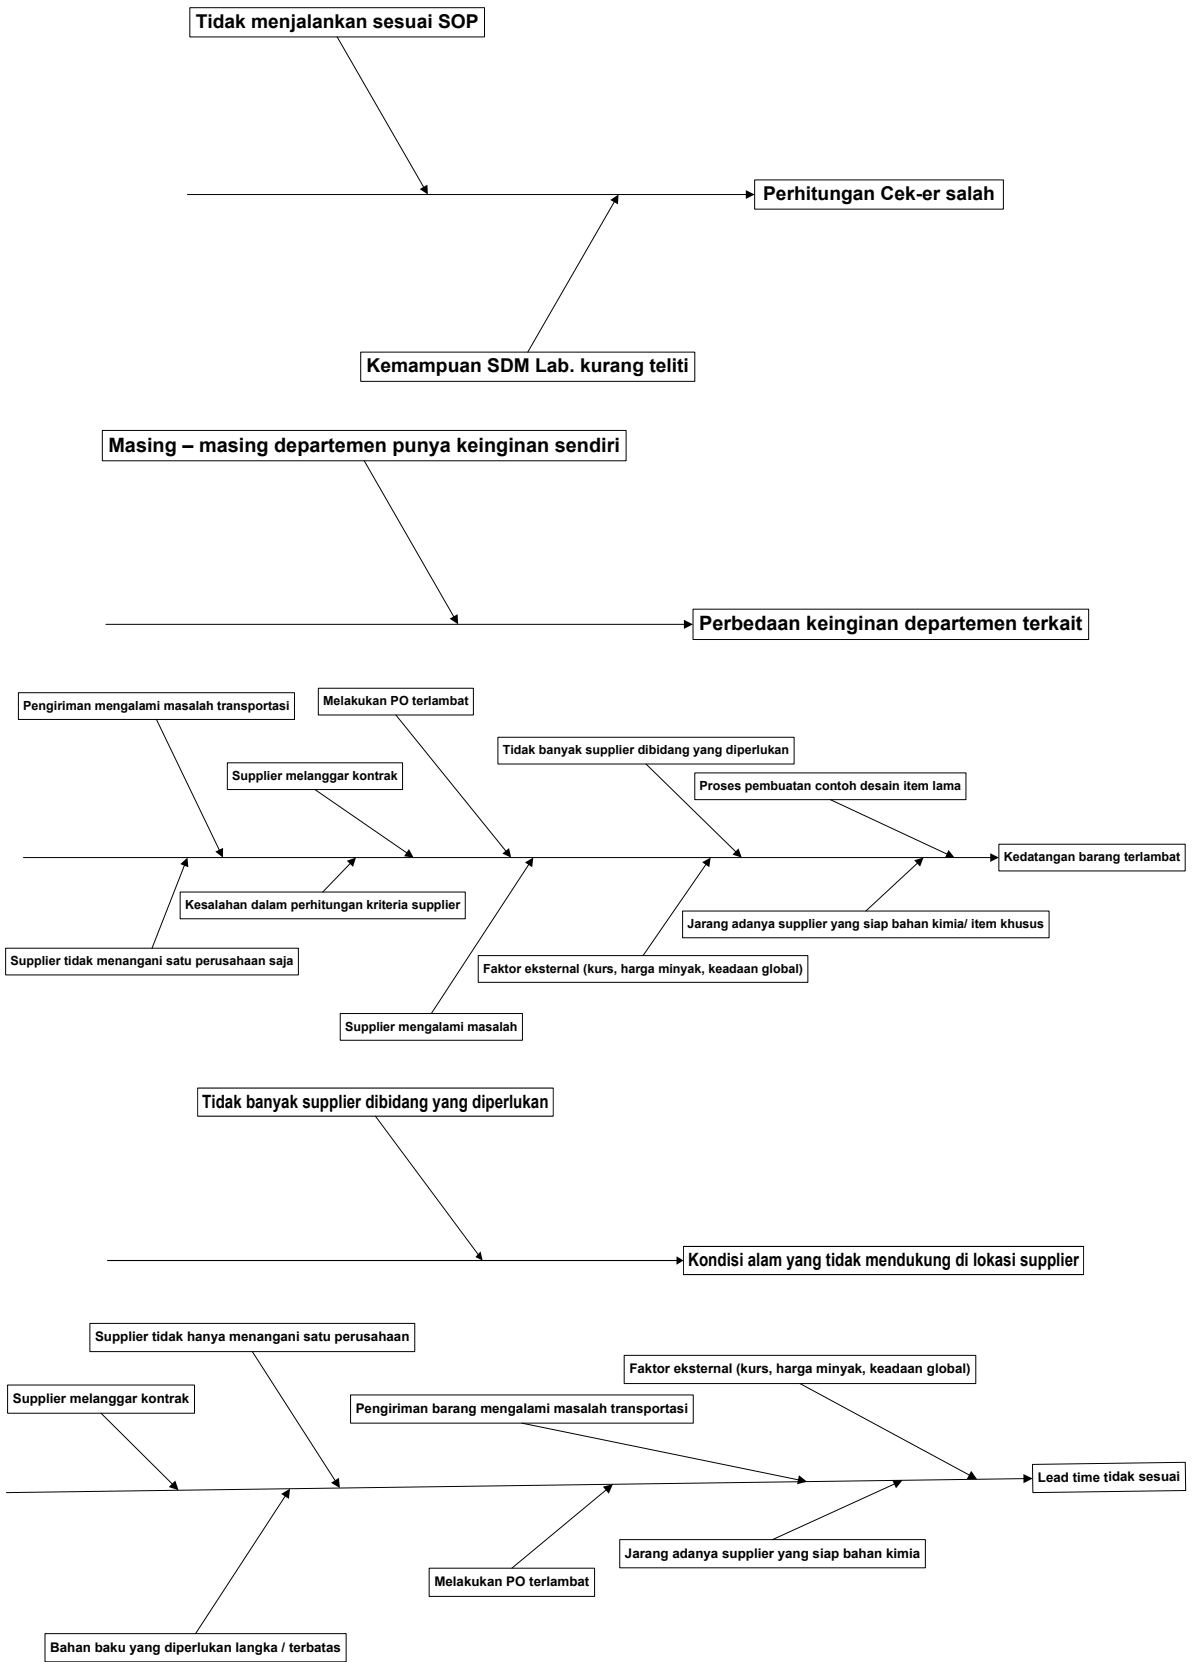 Tidak menjalankan sesuai SOP
Perhitungan Cek-er salah
Kemampuan SDM Lab. kurang teliti
Masing – masing departemen punya keinginan sendiri
Perbedaan keinginan departemen terkait
Pengiriman mengalami masalah transportasi
Melakukan PO terlambat
Tidak banyak supplier dibidang yang diperlukan
Supplier melanggar kontrak
Proses pembuatan contoh desain item lama
Kedatangan barang terlambat
Kesalahan dalam perhitungan kriteria supplier
Jarang adanya supplier yang siap bahan kimia/ item khusus
Supplier tidak menangani satu perusahaan saja
Faktor eksternal (kurs, harga minyak, keadaan global)
Supplier mengalami masalah
Tidak banyak supplier dibidang yang diperlukan
Kondisi alam yang tidak mendukung di lokasi supplier
Supplier tidak hanya menangani satu perusahaan
Faktor eksternal (kurs, harga minyak, keadaan global)
Supplier melanggar kontrak
Pengiriman barang mengalami masalah transportasi
Lead time tidak sesuai
Jarang adanya supplier yang siap bahan kimia
Melakukan PO terlambat
Bahan baku yang diperlukan langka / terbatas